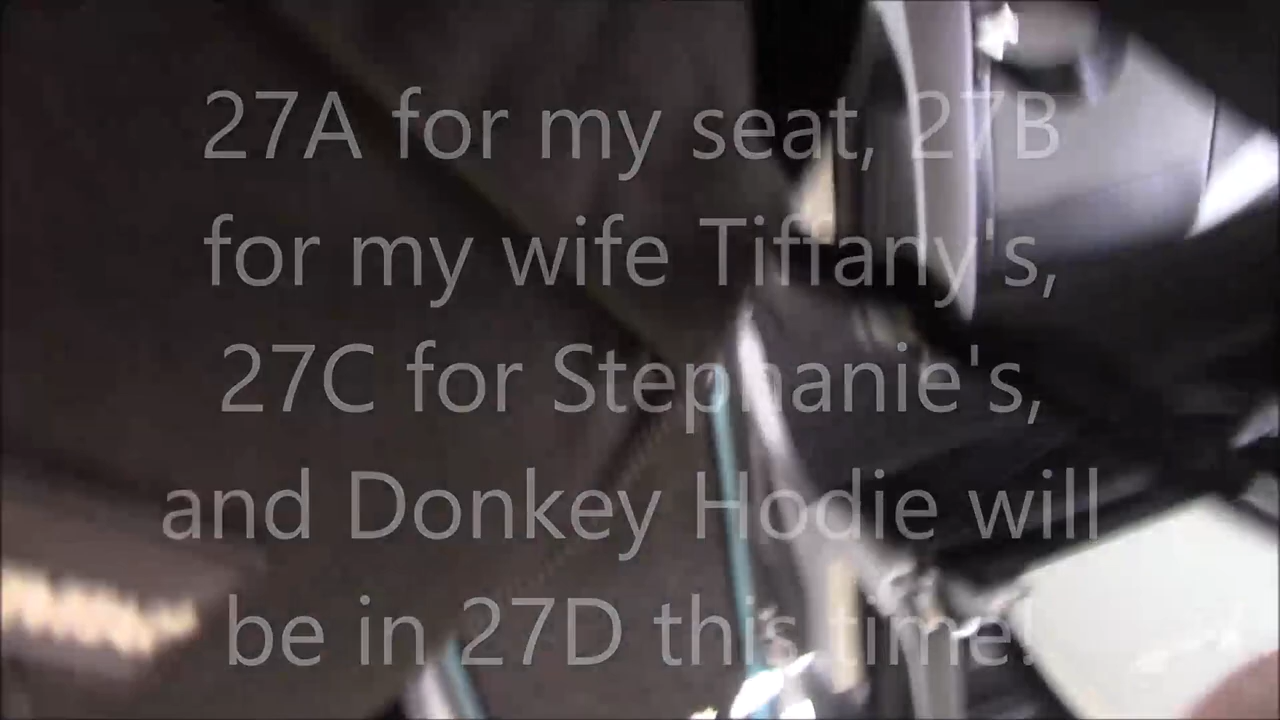 27A for my seat, 27B
for my wife Tiffany's,
27C for Stephanie's,
and Donkey Hodie will
be in 27D this time!